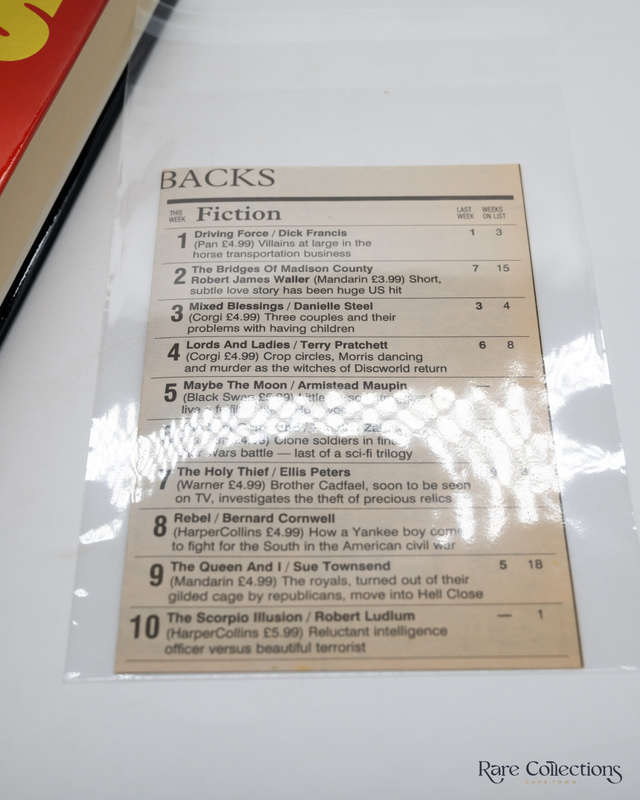 BACKS
THIS WEEK Fiction LAST WEEK WEEKS ON LIST
1 Driving Force / Dick Francis 1 3
(Pan £4.99) Villains at large in the
horse transportation business
2 The Bridges Of Madison County 7 15
Robert James Waller (Mandarin £3.99) Short,
subtle love story has been huge US hit
3 Mixed Blessings / Danielle Steel 3 4
(Corgi £4.99) Three couples and their
problems with having children
4 Lords And Ladies / Terry Pratchett 6 8
(Corgi £4.99) Crop circles, Morris dancing
and murder as the witches of Discworld return
5 Maybe The Moon / Armistead Maupin —
(Black Swan
Clone soldiers in
Wars battle — last of a sci-fi trilogy
7 The Holy Thief / Ellis Peters
(Warner £4.99) Brother Cadfael, soon to be seen
on TV, investigates the theft of precious relics
8 Rebel / Bernard Cornwell
(HarperCollins £4.99) How a Yankee boy
to fight for the South in the American civil war
9 The Queen And I / Sue Townsend 5 18
(Mandarin £4.99) The royals, turned out of their
gilded cage by republicans, move into Hell Close
10 The Scorpio Illusion / Robert Ludlum — 1
(HarperCollins £5.99) Reluctant intelligence
officer versus beautiful terrorist
Rare Collections